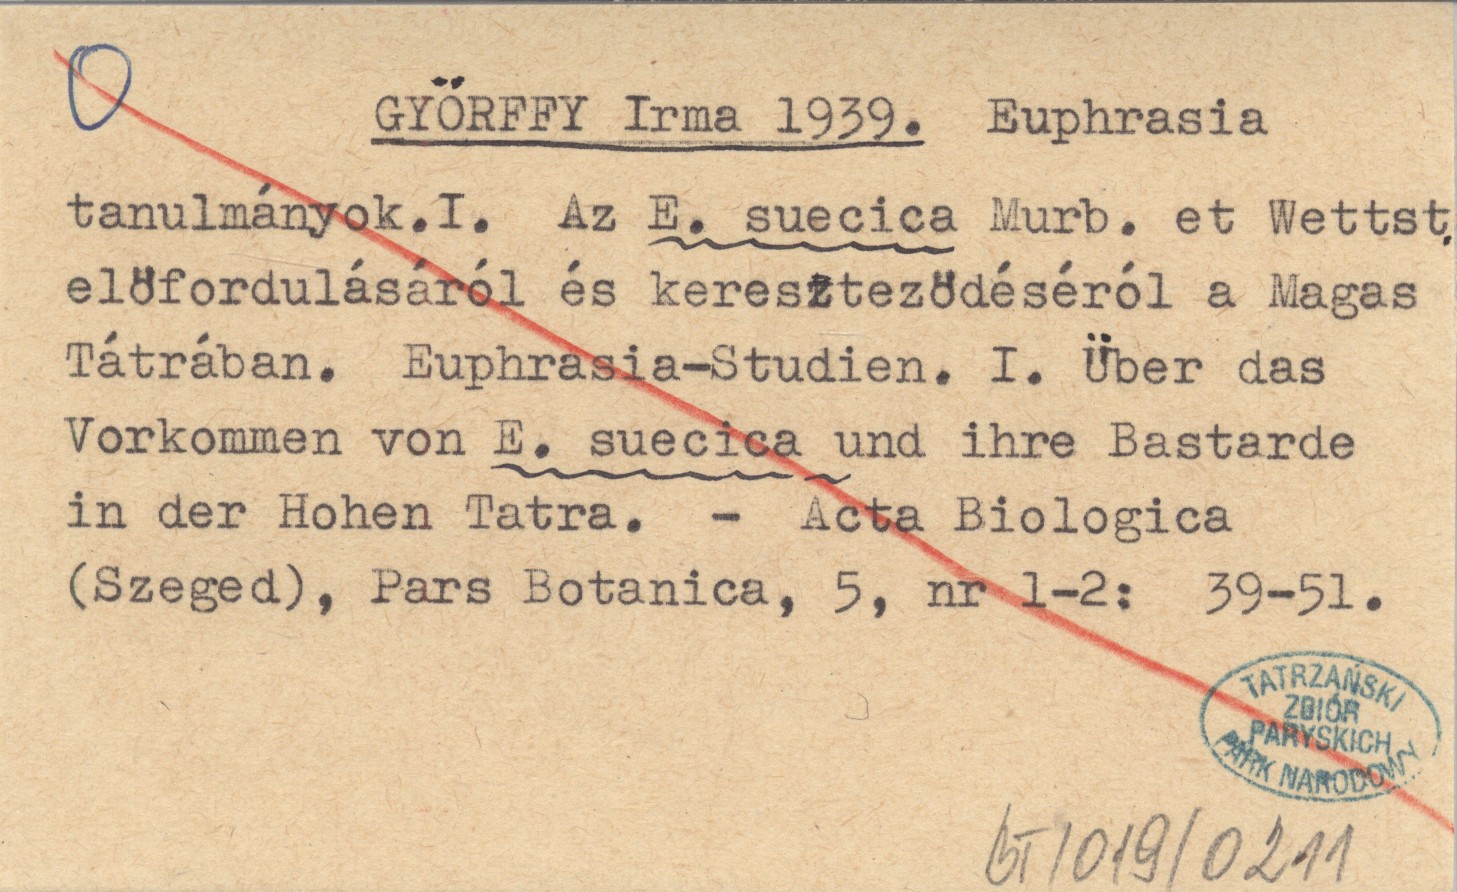 GYÖRFFY Irma 1939. Euphrasia
tanulmányok.I. Az E. suecica Murb. et Wettst.
előfordulásáról és kereszteződéséról a Magas
Tátrában. Euphrasia-Studien. I. Über das
Vorkommen von E. suecica und ihre Bastarde
in der Hohen Tatra. - Acta Biologica
(Szeged), Pars Botanica, 5, nr 1-2: 39-51.
TATRZAŃSKI
ZBIÓR
PARYSKICH
PARK NARODOWY
BT/019/0211